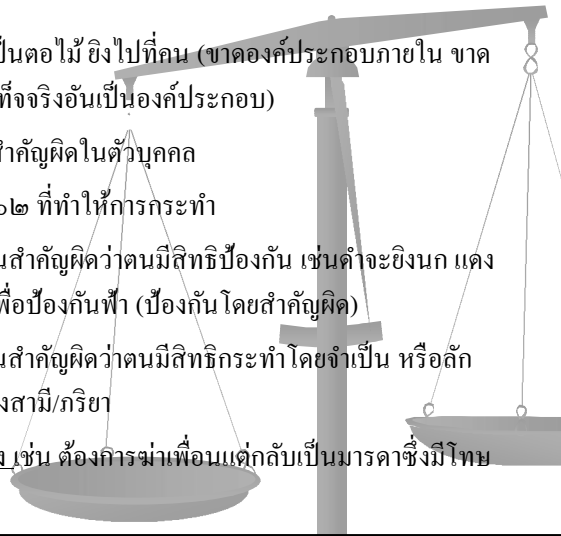 ป็นตอไม้ ยิงไปที่คน (ขาดองค์ประกอบภายใน ขาด
ท็จจริงอันเป็นองค์ประกอบ)
สำคัญผิดในตัวบุคคล
๖๒ ที่ทำให้การกระทำ
นสำคัญผิดว่าตนมีสิทธิป้องกัน เช่นดำจะยิงนก แดง
พื่อป้องกันฟ้า (ป้องกันโดยสำคัญผิด)
นสำคัญผิดว่าตนมีสิทธิกระทำโดยจำเป็น หรือลัก
งสามี/ภริยา
ง เช่น ต้องการฆ่าเพื่อนแต่กลับเป็นมารดาซึ่งมีโทษ